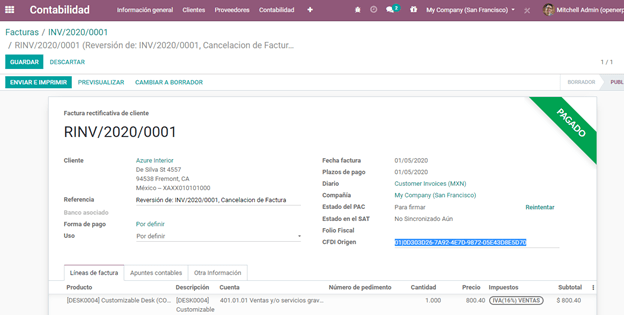 Contabilidad Información general Clientes Proveedores Contabilidad 2 My Company (San Francisco) Mitchell Admin (openerp
Facturas / INV/2020/0001
/ RINV/2020/0001 (Reversión de: INV/2020/0001, Cancelacion de Factur...
GUARDAR DESCARTAR 1 / 1
ENVIAR E IMPRIMIR PREVISUALIZAR CAMBIAR A BORRADOR BORRADOR PUBL
PAGADO
Factura rectificativa de cliente
RINV/2020/0001
Cliente Azure Interior
De Silva St 4557
94538 Fremont, CA
México – XAXX010101000
Referencia Reversión de: INV/2020/0001, Cancelacion de Factura
Banco asociado
Forma de pago Por definir
Uso Por definir
Fecha factura 01/05/2020
Plazos de pago 01/05/2020
Diario Customer Invoices (MXN)
Compañía My Company (San Francisco)
Estado del PAC Para firmar Reintentar
Estado en el SAT No Sincronizado Aún
Folio Fiscal
CFDI Origen 01|0D303D26-7A92-4E70-9872-05E43D8E5D70
Líneas de factura Apuntes contables Otra Información
Producto Descripción Cuenta Número de pedimento Cantidad Precio Impuestos Subtotal
[DESK0004] Customizable Desk (CO... [DESK0004] 401.01.01 Ventas y/o servicios grav... 1.000 800.40 IVA(16%) VENTAS $ 800.40
Customizable